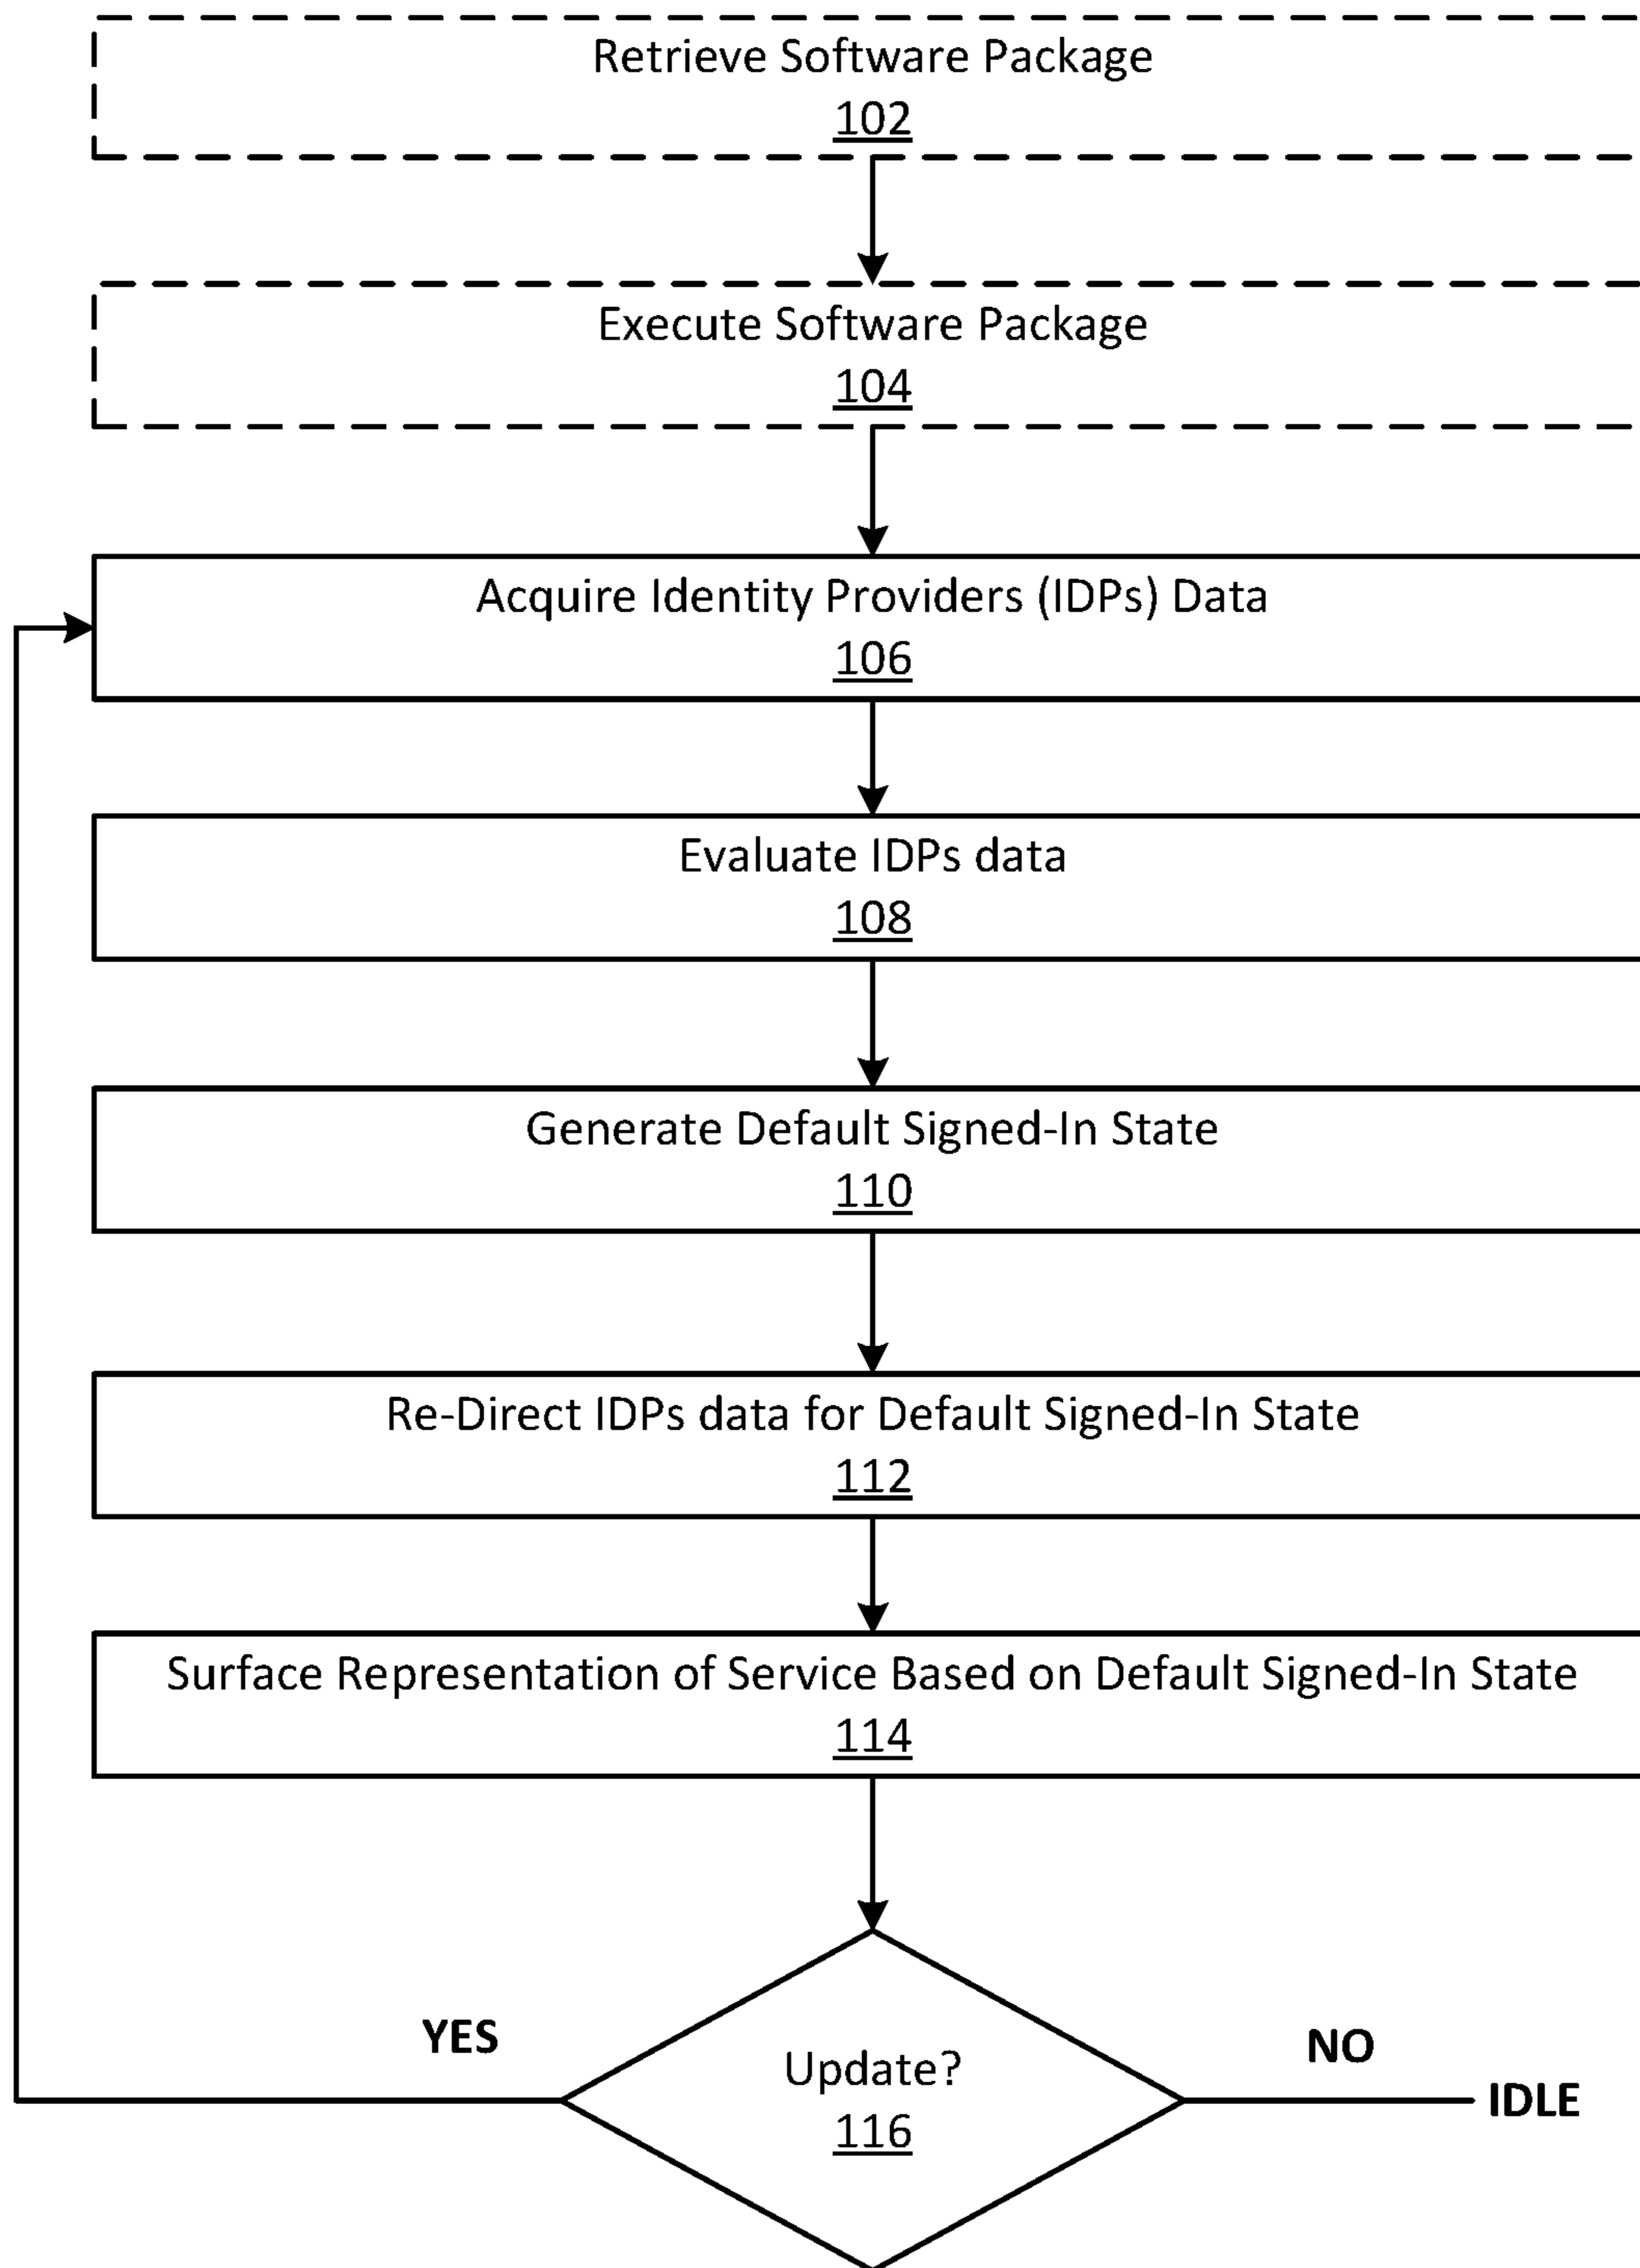 Retrieve Software Package
102
Execute Software Package
104
Acquire Identity Providers (IDPs) Data
106
Evaluate IDPs data
108
Generate Default Signed-In State
110
Re-Direct IDPs data for Default Signed-In State
112
Surface Representation of Service Based on Default Signed-In State
114
YES
NO
Update?
IDLE
116